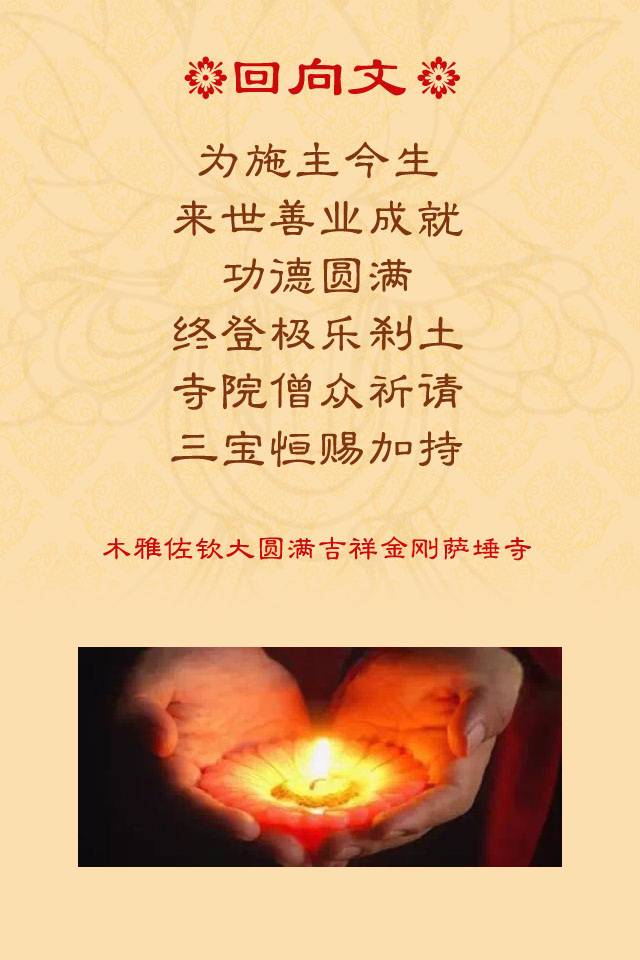 回向文
为施主今生
来世善业成就
功德圆满
终登极乐刹土
寺院僧众祈请
三宝恒赐加持
木雅佐钦大圆满吉祥金刚萨埵寺